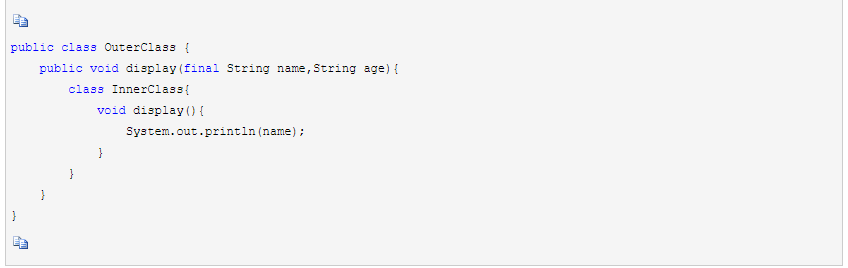 public class OuterClass {
    public void display(final String name,String age){
        class InnerClass{
            void display(){
                System.out.println(name);
            }
        }
    }
}